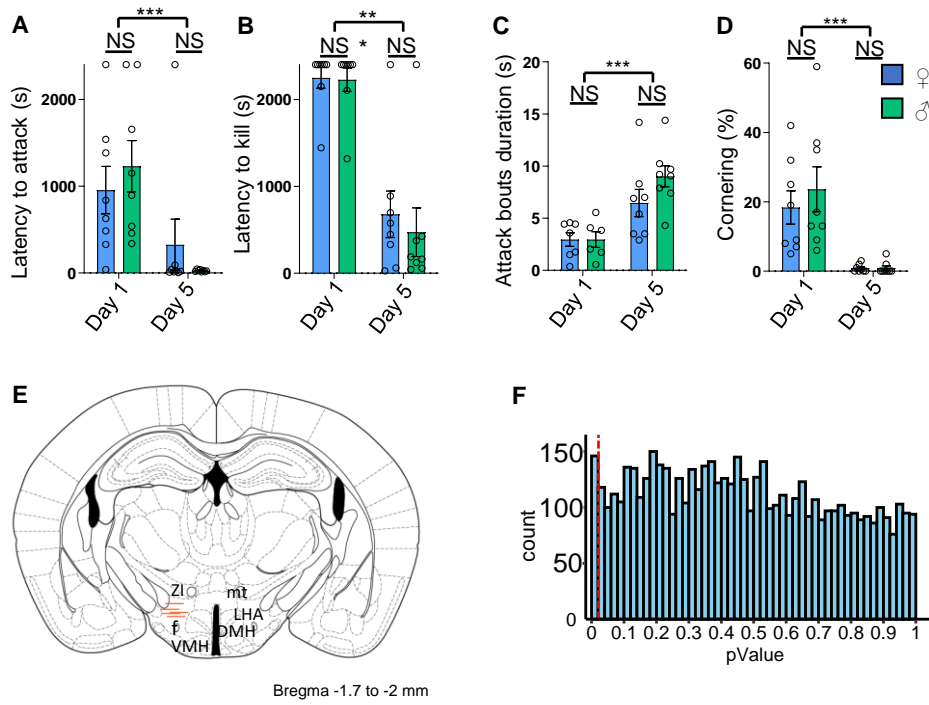 A
***
NS
NS
Latency to attack (s)
2000
1000
0
Day 1
Day 5
B
**
NS
*
NS
Latency to kill (s)
2000
1000
0
Day 1
Day 5
C
***
NS
NS
Attack bouts duration (s)
20
15
10
5
0
Day 1
Day 5
D
***
NS
NS
Cornering (%)
60
40
20
0
Day 1
Day 5
♀
♂
E
ZI
mt
LHA
f
DMH
VMH
Bregma -1.7 to -2 mm
F
count
150
100
50
0
0 0.1 0.2 0.3 0.4 0.5 0.6 0.7 0.8 0.9 1
pValue